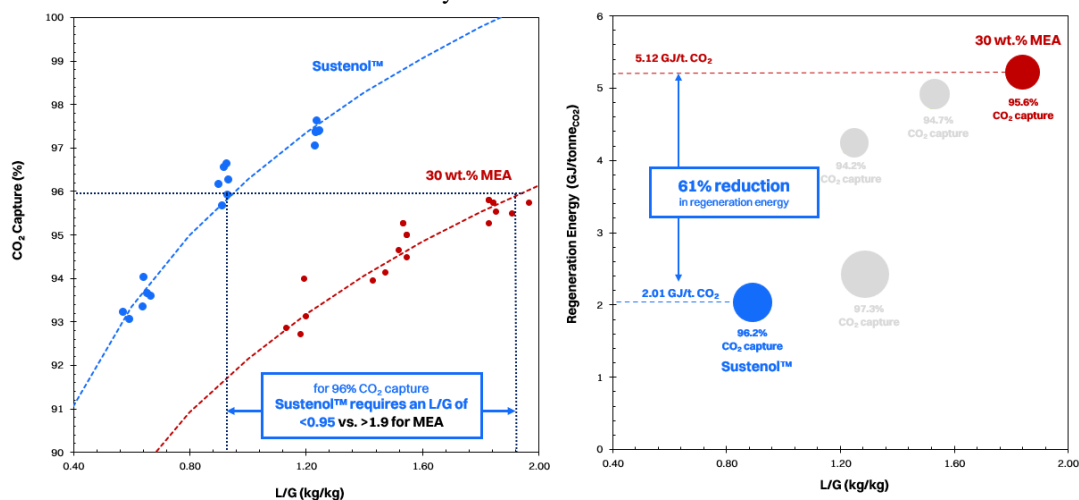 100
99
98
97
96
95
94
93
92
91
90
CO₂ Capture (%)
0.40
0.80
1.20
1.60
2.00
L/G (kg/kg)
Sustenol™
30 wt.% MEA
for 96% CO₂ capture
Sustenol™ requires an L/G of
<0.95 vs. >1.9 for MEA
6
5
4
3
2
1
0
Regeneration Energy (GJ/tonneCO2)
0.40
0.80
1.20
1.60
2.00
L/G (kg/kg)
30 wt.% MEA
5.12 GJ/t. CO₂
95.6%
CO₂ capture
94.7%
CO₂ capture
94.2%
CO₂ capture
61% reduction
in regeneration energy
2.01 GJ/t. CO₂
97.3%
CO₂ capture
96.2%
CO₂ capture
Sustenol™